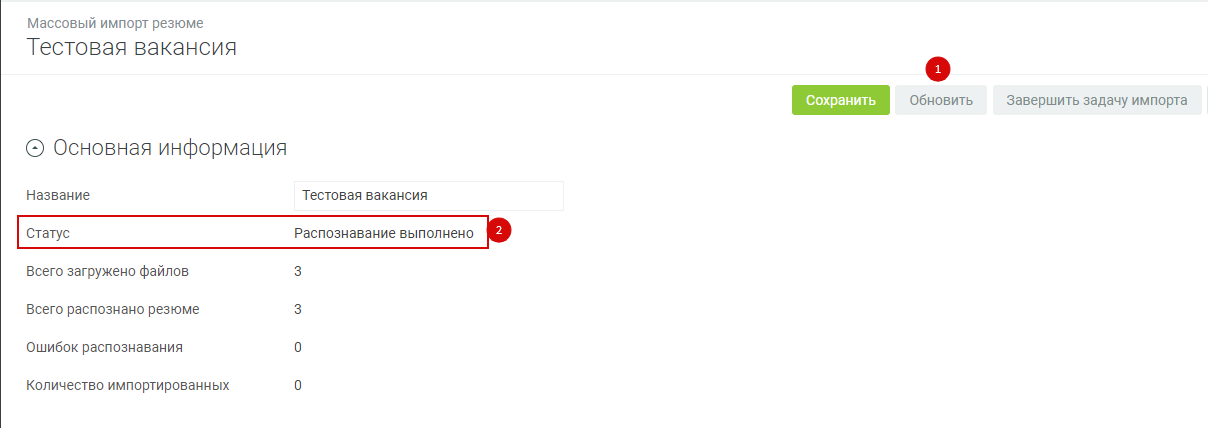 Массовый импорт резюме
Тестовая вакансия
1
Сохранить Обновить Завершить задачу импорта
Основная информация
Название Тестовая вакансия
Статус Распознавание выполнено 2
Всего загружено файлов 3
Всего распознано резюме 3
Ошибок распознавания 0
Количество импортированных 0